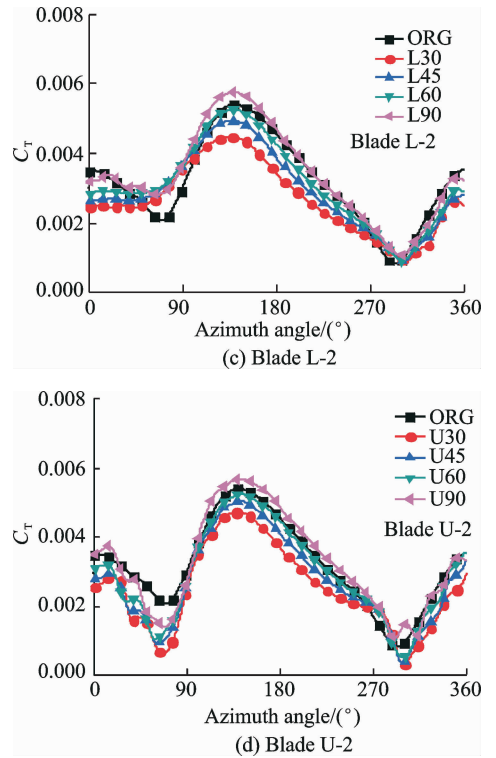 0.008
0.006
0.004
0.002
0.000
C_T
ORG
L30
L45
L60
L90
Blade L-2
0 90 180 270 360
Azimuth angle/(°)
(c) Blade L-2
0.008
0.006
0.004
0.002
0.000
C_T
ORG
U30
U45
U60
U90
Blade U-2
0 90 180 270 360
Azimuth angle/(°)
(d) Blade U-2